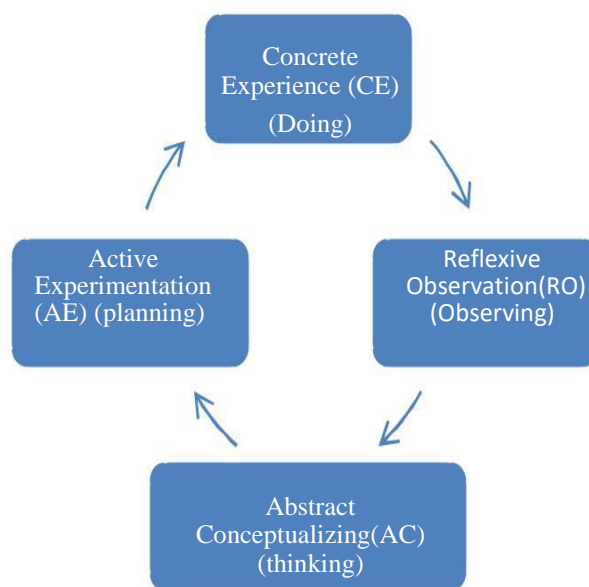 Concrete
Experience (CE)
(Doing)
Reflexive
Observation(RO)
(Observing)
Abstract
Conceptualizing(AC)
(thinking)
Active
Experimentation
(AE) (planning)